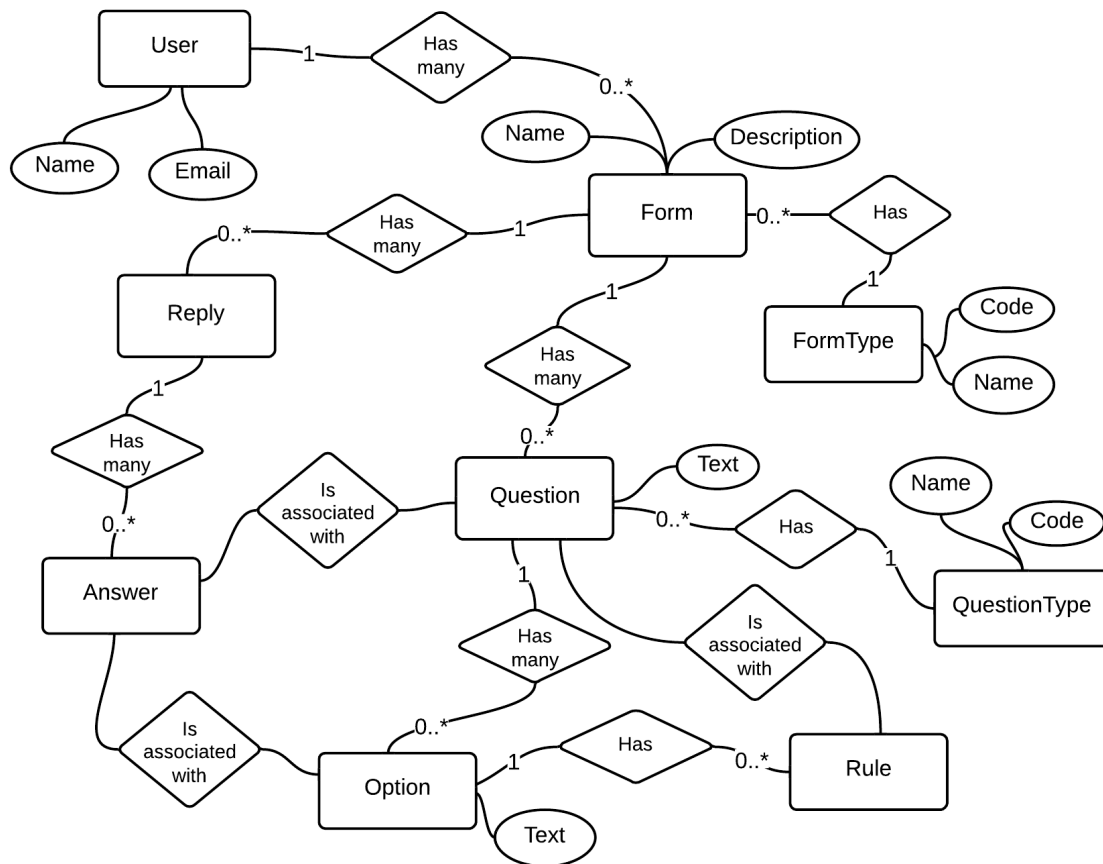 User
1
Has
many
0..*
Name
Email
Name
Description
Form
0..*
Has
1
FormType
Code
Name
1
Has
many
0..*
Reply
1
Has
many
0..*
Answer
1
Has
many
0..*
Question
Text
0..*
Has
1
Name
Code
QuestionType
Is
associated
with
1
Has
many
0..*
Is
associated
with
Is
associated
with
Option
Text
1
Has
0..*
Rule